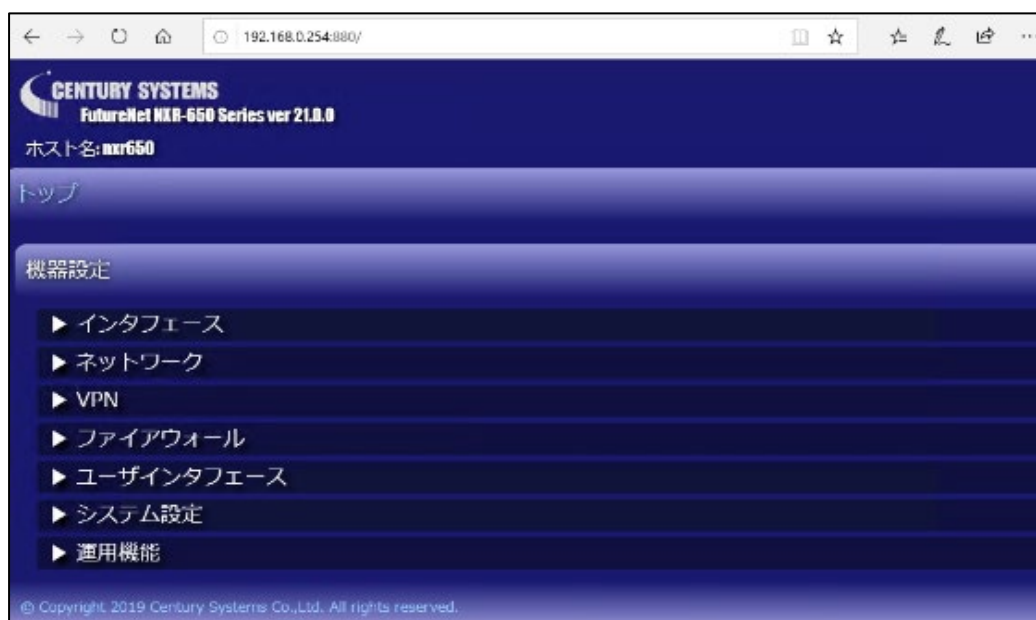 192.168.0.254:880/
CENTURY SYSTEMS
FutureNet NXR-650 Series ver 21.0.0
ホスト名: nxr650
トップ
機器設定
▶ インタフェース
▶ ネットワーク
▶ VPN
▶ ファイアウォール
▶ ユーザインタフェース
▶ システム設定
▶ 運用機能
© Copyright 2019 Century Systems Co.,Ltd. All rights reserved.